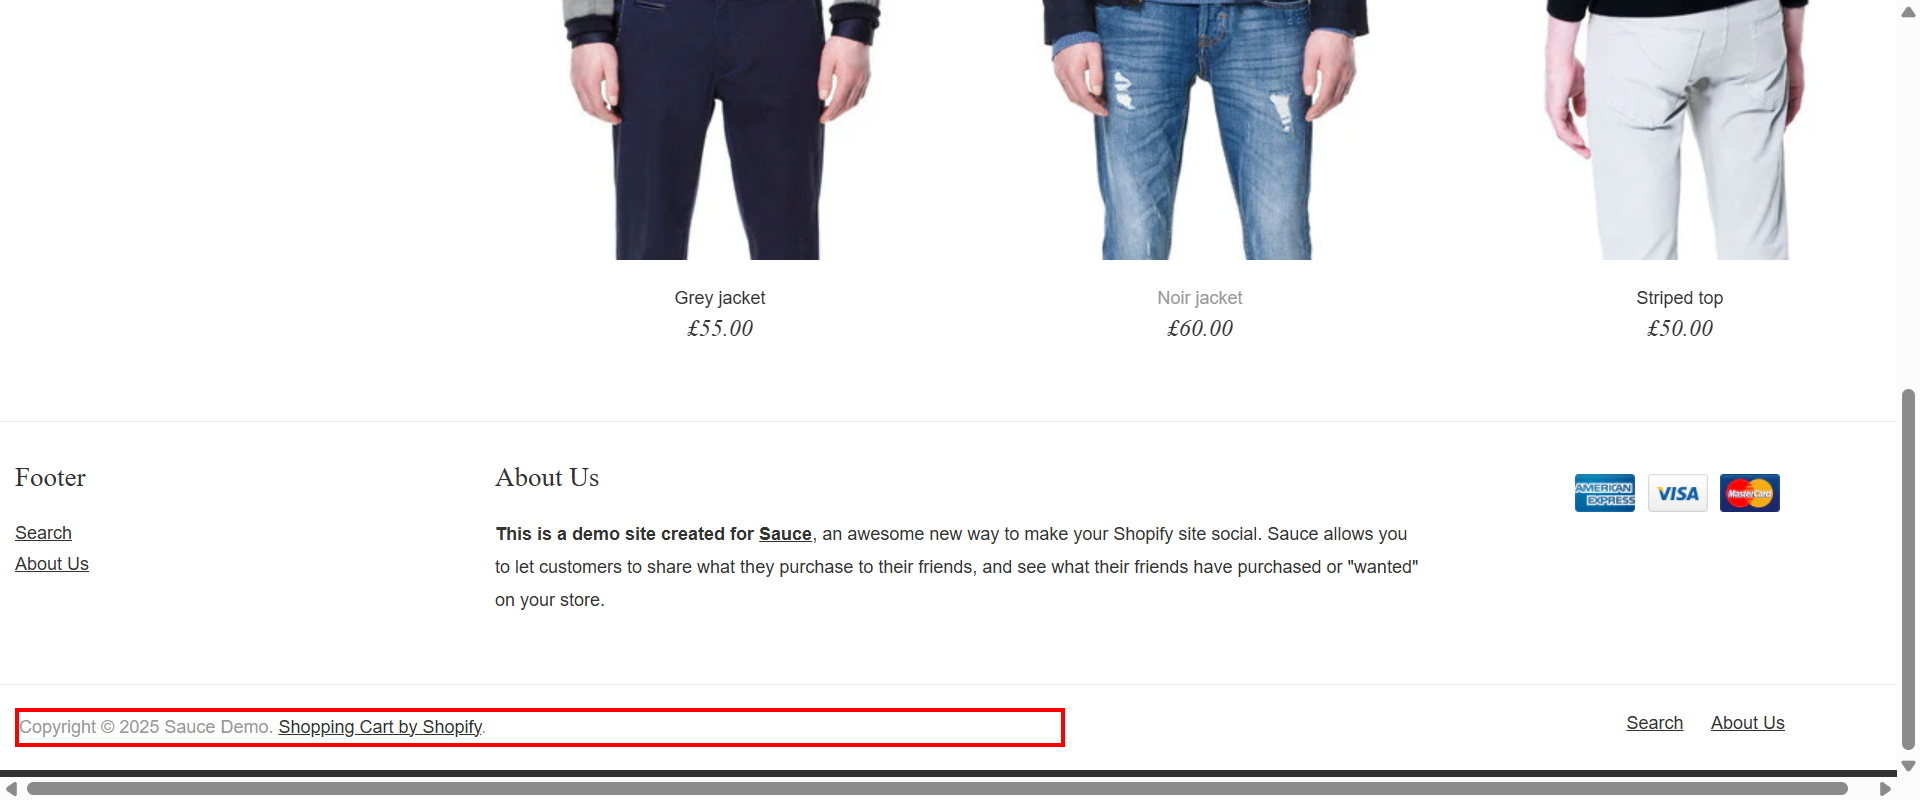 Grey jacket
£55.00
Noir jacket
£60.00
Striped top
£50.00
Footer
Search
About Us
About Us
This is a demo site created for Sauce, an awesome new way to make your Shopify site social. Sauce allows you
to let customers to share what they purchase to their friends, and see what their friends have purchased or "wanted"
on your store.
AMERICAN
EXPRESS
VISA
MasterCard
Copyright © 2025 Sauce Demo. Shopping Cart by Shopify.
Search
About Us